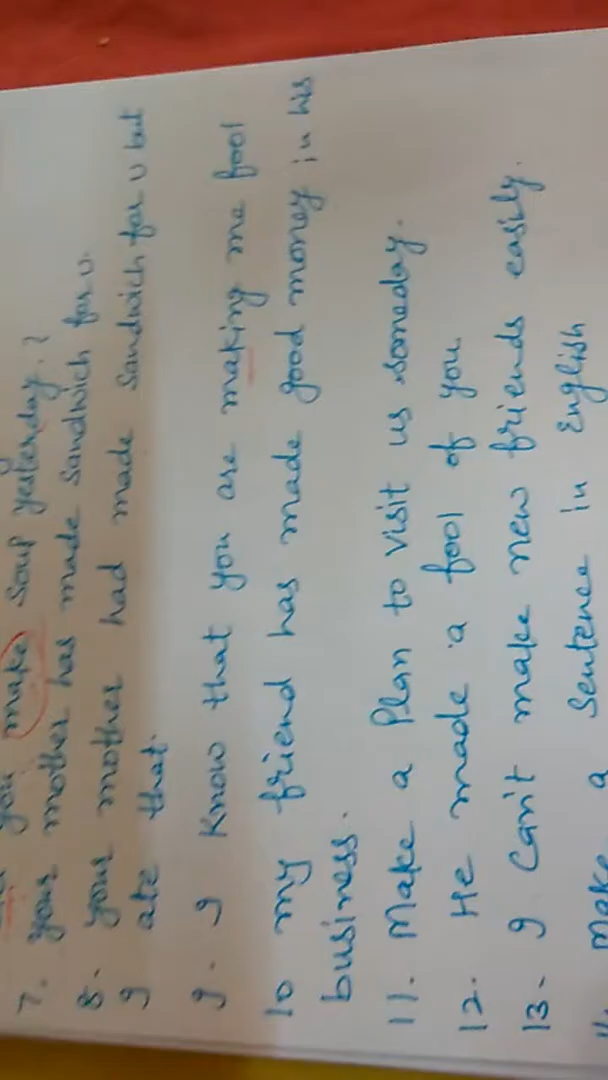 you make soup yesterday.?
7. your mother has made sandwich for u.
8. your mother had made sandwich for u but
I ate that.
9. I know that you are making me fool
10 my friend has made good money in his
business.
11. Make a plan to visit us someday.
12. He made a fool of you.
13. I can't make new friends easily.
Make a sentence in English